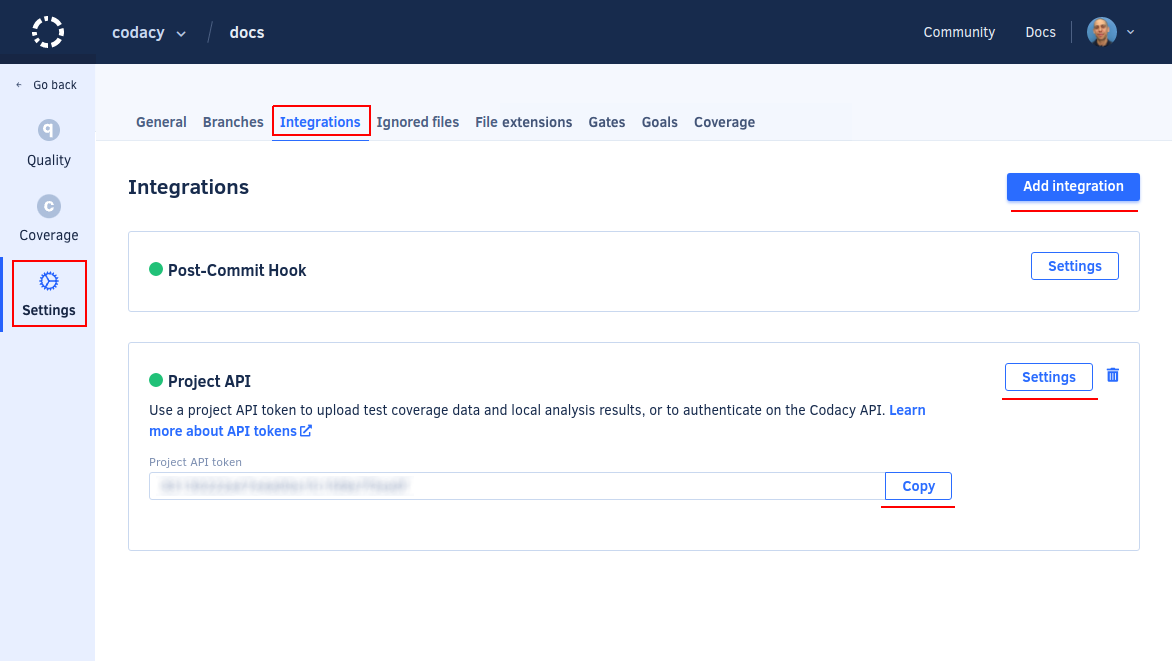 codacy / docs
Community Docs
← Go back
q
Quality
c
Coverage
Settings
General Branches Integrations Ignored files File extensions Gates Goals Coverage
Integrations
Add integration
Post-Commit Hook
Settings
Project API
Settings
Use a project API token to upload test coverage data and local analysis results, or to authenticate on the Codacy API. Learn
more about API tokens
Project API token
Copy